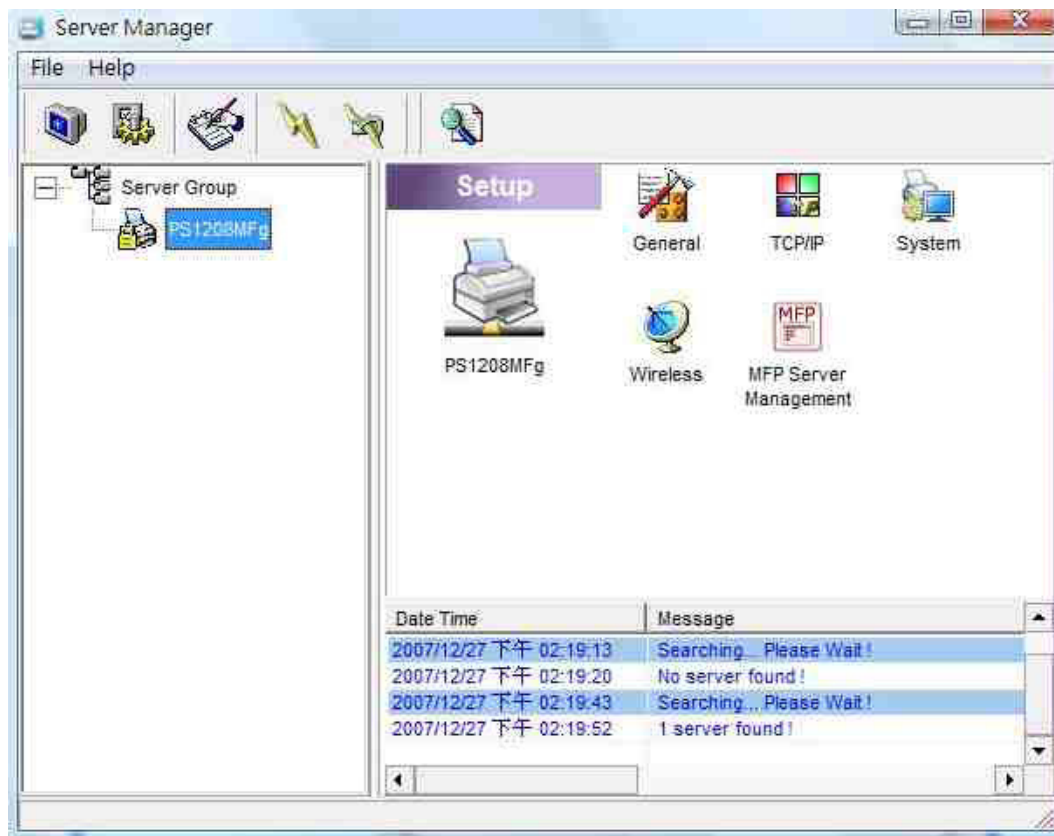 Server Manager
File Help
Server Group
PS1208MFg
Setup
PS1208MFg
General
TCP/IP
System
Wireless
MFP
MFP Server
Management
Date Time Message
2007/12/27 下午 02:19:13 Searching... Please Wait !
2007/12/27 下午 02:19:20 No server found !
2007/12/27 下午 02:19:43 Searching... Please Wait !
2007/12/27 下午 02:19:52 1 server found !